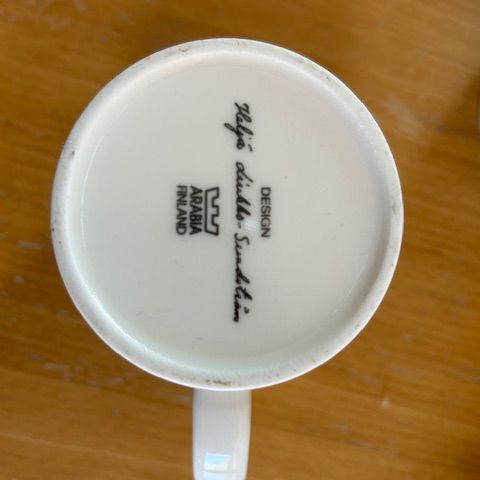 DESIGN
Heljä Liukko-Sundström
ARABIA
FINLAND